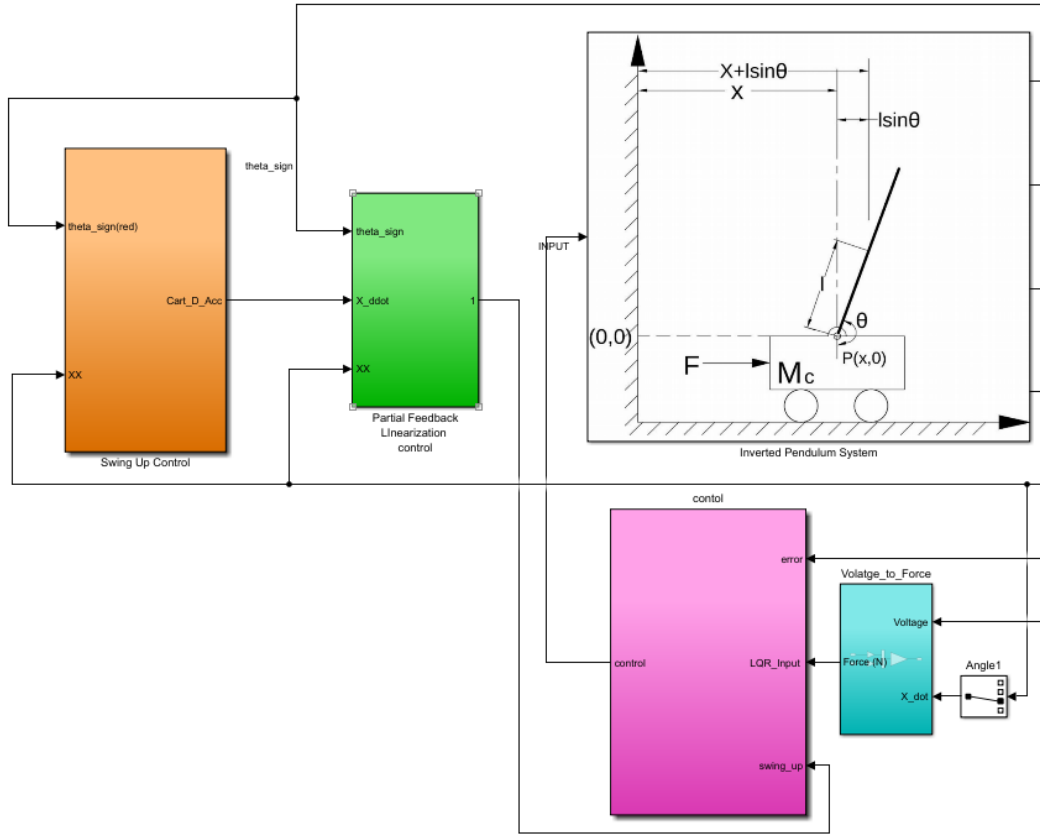 X+lsinθ
X
lsinθ
theta_sign
theta_sign(red)
theta_sign
INPUT
Cart_D_Acc
X_ddot
1
l
θ
(0,0)
P(x,0)
F
Mc
XX
XX
Partial Feedback
LInearization
control
Swing Up Control
Inverted Pendulum System
contol
error
Volatge_to_Force
Voltage
control
LQR_Input
Force (N)
Angle1
X_dot
swing_up